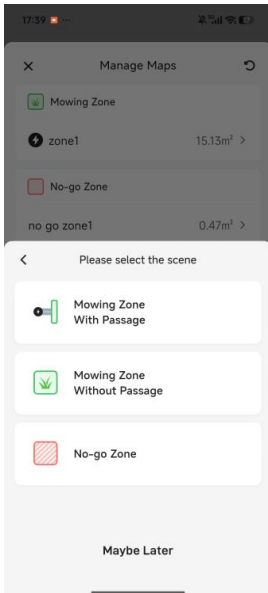 17:39
Manage Maps
Mowing Zone
zone1
15.13m²
No-go Zone
no go zone1
0.47m²
Please select the scene
Mowing Zone
With Passage
Mowing Zone
Without Passage
No-go Zone
Maybe Later